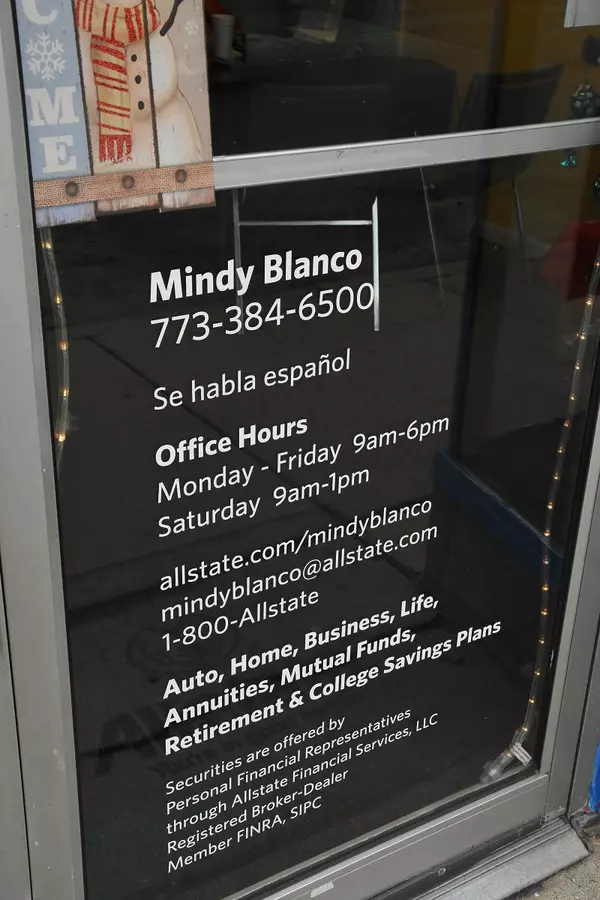 C
ME
Mindy Blanco
773-384-6500
Se habla español
Office Hours
Monday - Friday 9am-6pm
Saturday 9am-1pm
allstate.com/mindyblanco
mindyblanco@allstate.com
1-800-Allstate
Auto, Home, Business, Life,
Annuities, Mutual Funds,
Retirement & College Savings Plans
Securities are offered by
Personal Financial Representatives
through Allstate Financial Services, LLC
Registered Broker-Dealer
Member FINRA, SIPC